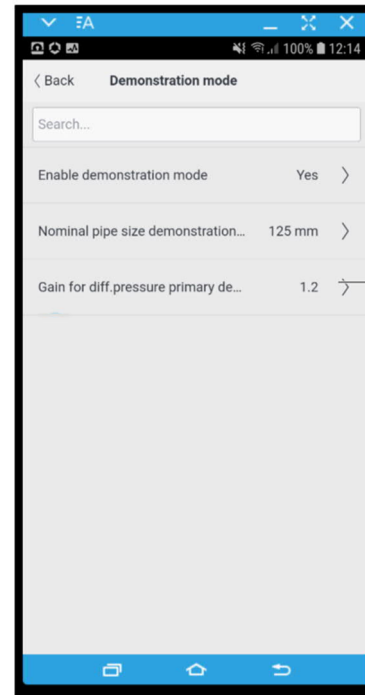 ΞA
100% 12:14
Back Demonstration mode
Search...
Enable demonstration mode Yes
Nominal pipe size demonstration... 125 mm
Gain for diff.pressure primary de... 1.2